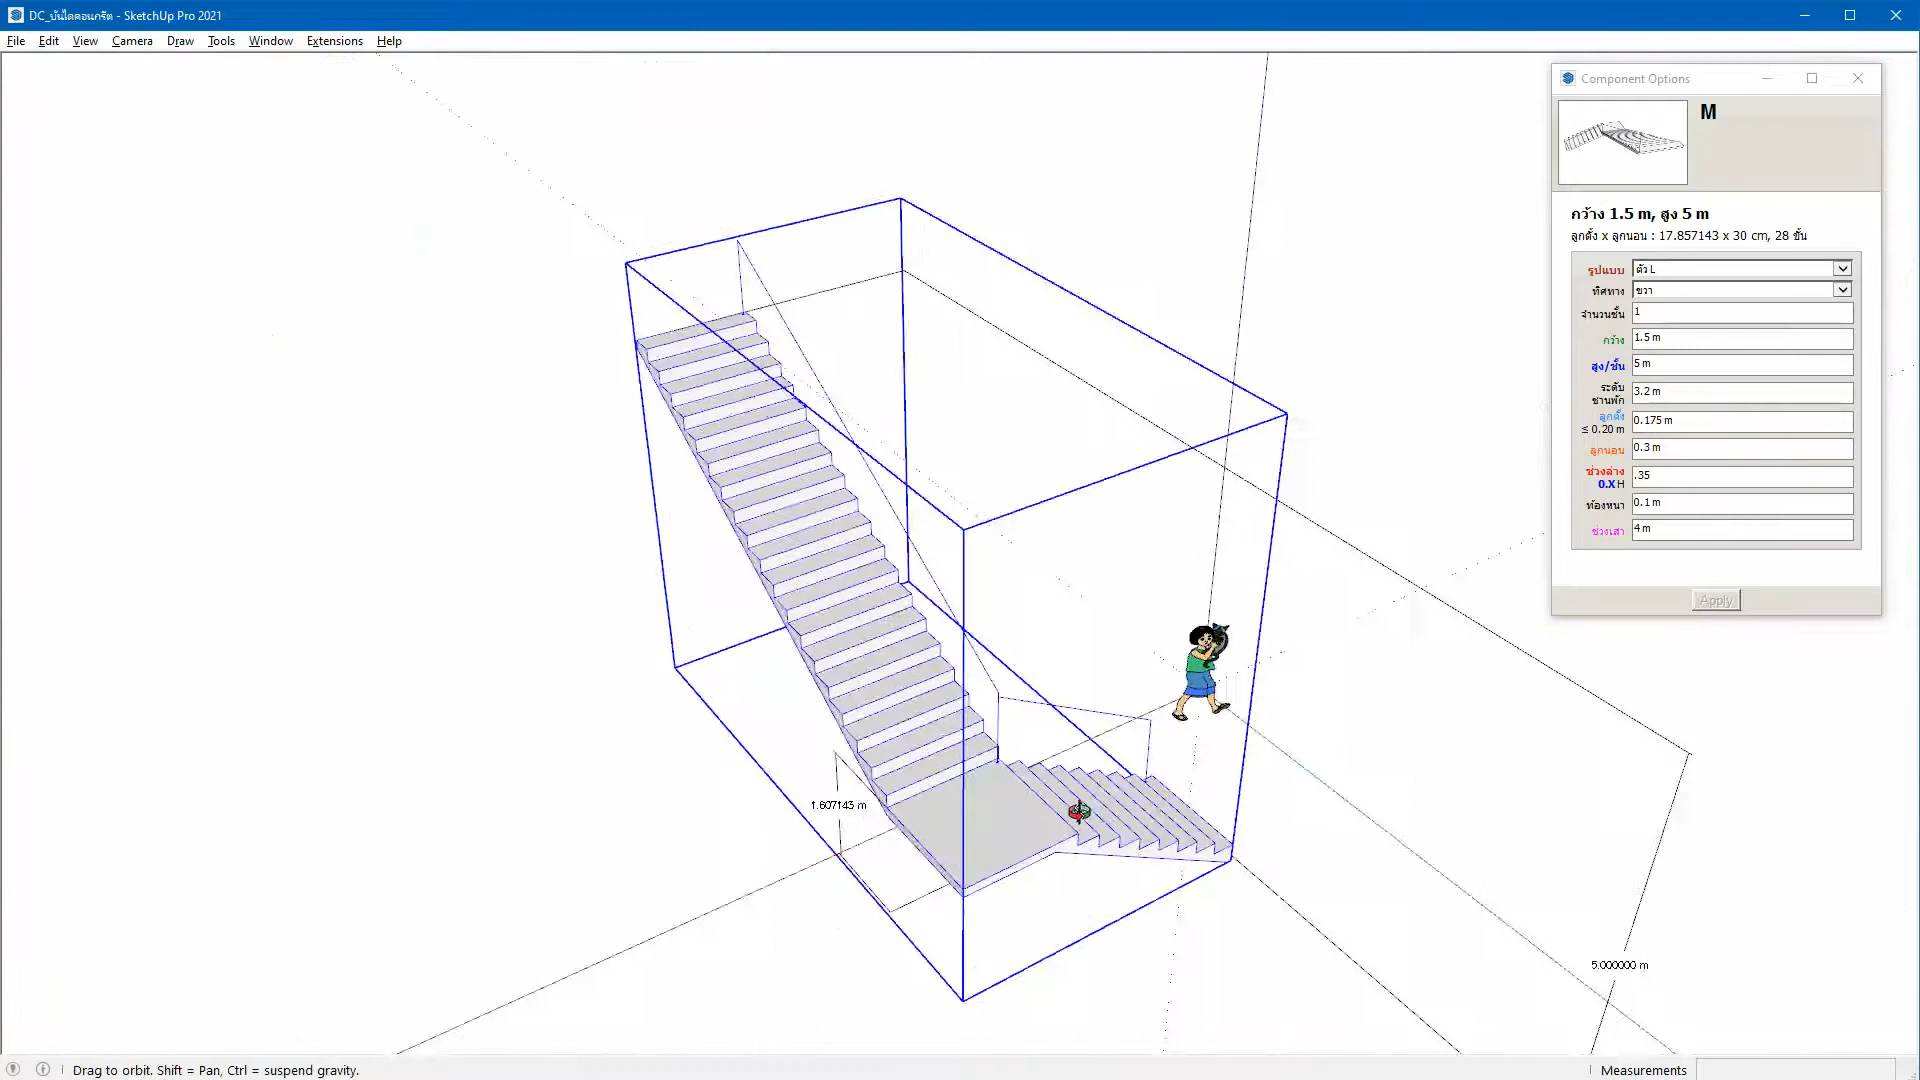 DC_บันไดคอนกรีต - SketchUp Pro 2021
File Edit View Camera Draw Tools Window Extensions Help
Component Options
M
กว้าง 1.5 m, สูง 5 m
ลูกตั้ง x ลูกนอน : 17.857143 x 30 cm, 28 ขั้น
รูปแบบ ตัว L
ทิศทาง ขวา
จำนวนชั้น 1
กว้าง 1.5 m
สูง/ชั้น 5 m
ระดับ
ชานพัก 3.2 m
ลูกตั้ง
≤ 0.20 m 0.175 m
ลูกนอน 0.3 m
ช่วงล่าง
0.X H .35
ท้องหนา 0.1 m
ช่วงเสา 4 m
Apply
1.607143 m
5.000000 m
Drag to orbit. Shift = Pan, Ctrl = suspend gravity.
Measurements